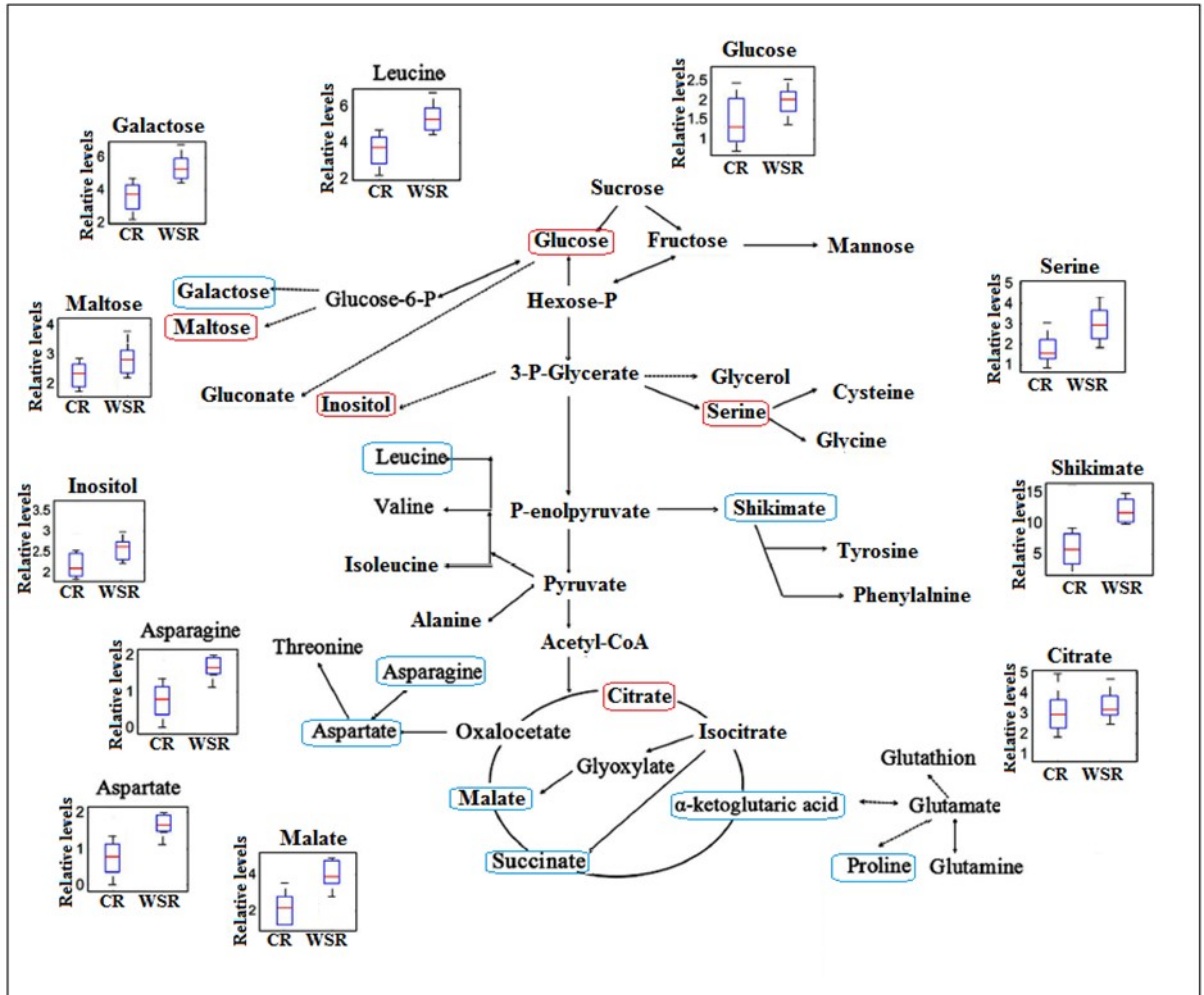 Glucose
Relative levels
2.5
2
1.5
1
CR WSR
Leucine
Relative levels
6
4
2
CR WSR
Galactose
Relative levels
6
4
2
CR WSR
Sucrose
Glucose
Fructose
Mannose
Galactose
Glucose-6-P
Hexose-P
Maltose
Maltose
Relative levels
4
3
2
CR WSR
Serine
Relative levels
5
4
3
2
1
CR WSR
Gluconate
Inositol
3-P-Glycerate
Glycerol
Serine
Cysteine
Glycine
Leucine
Valine
Isoleucine
P-enolpyruvate
Shikimate
Tyrosine
Phenylalnine
Inositol
Relative levels
3.5
3
2.5
2
CR WSR
Shikimate
Relative levels
15
10
5
CR WSR
Pyruvate
Alanine
Acetyl-CoA
Asparagine
Relative levels
2
1
0
CR WSR
Threonine
Asparagine
Aspartate
Oxalocetate
Citrate
Isocitrate
Glyoxylate
Malate
Succinate
α-ketoglutaric acid
Glutathion
Glutamate
Proline
Glutamine
Citrate
Relative levels
5
4
3
2
1
CR WSR
Aspartate
Relative levels
2
1
0
CR WSR
Malate
Relative levels
4
2
CR WSR